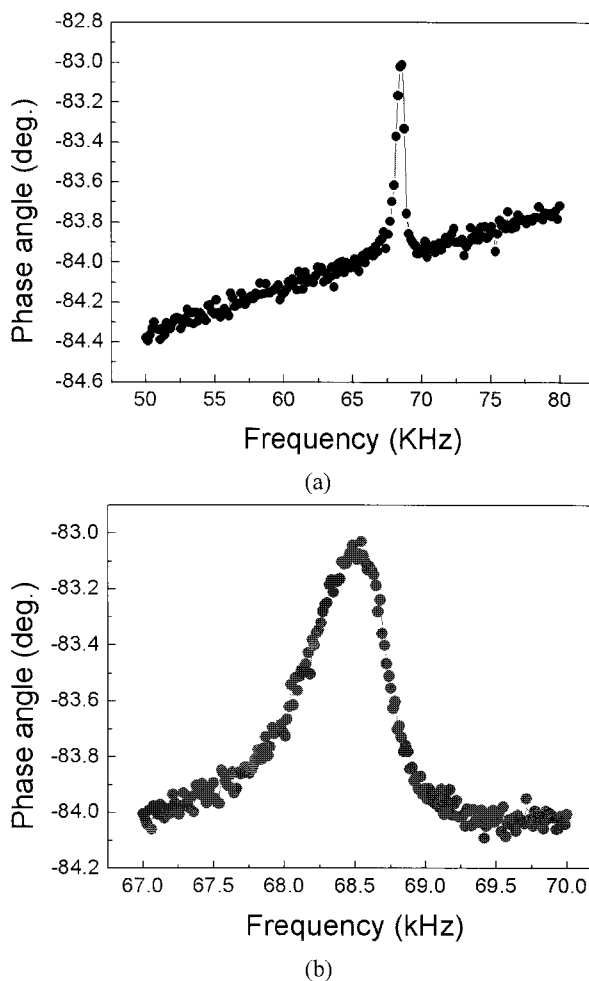 -82.8
-83.0
-83.2
-83.4
-83.6
-83.8
-84.0
-84.2
-84.4
-84.6
Phase angle (deg.)
50 55 60 65 70 75 80
Frequency (KHz)
(a)
-83.0
-83.2
-83.4
-83.6
-83.8
-84.0
-84.2
Phase angle (deg.)
67.0 67.5 68.0 68.5 69.0 69.5 70.0
Frequency (kHz)
(b)